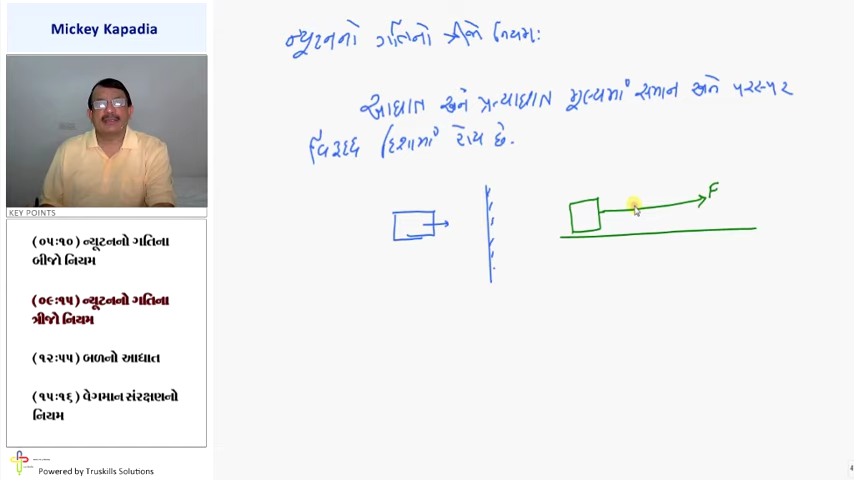 Mickey Kapadia
KEY POINTS
(૦૫:૧૦) ન્યૂટનનો ગતિના
બીજો નિયમ
(૦૯:૧૫) ન્યૂટનનો ગતિના
ત્રીજો નિયમ
(૧૨:૫૫) બળનો આઘાત
(૧૫:૧૬) વેગમાન સંરક્ષણનો
નિયમ
Powered by Truskills Solutions
ન્યુટનનો ગતિનો ત્રીજો નિયમ:
આઘાત અને પ્રત્યાઘાત મૂલ્યમાં સમાન અને પરસ્પર
વિરૂદ્ધ દિશામાં હોય છે.
F
4